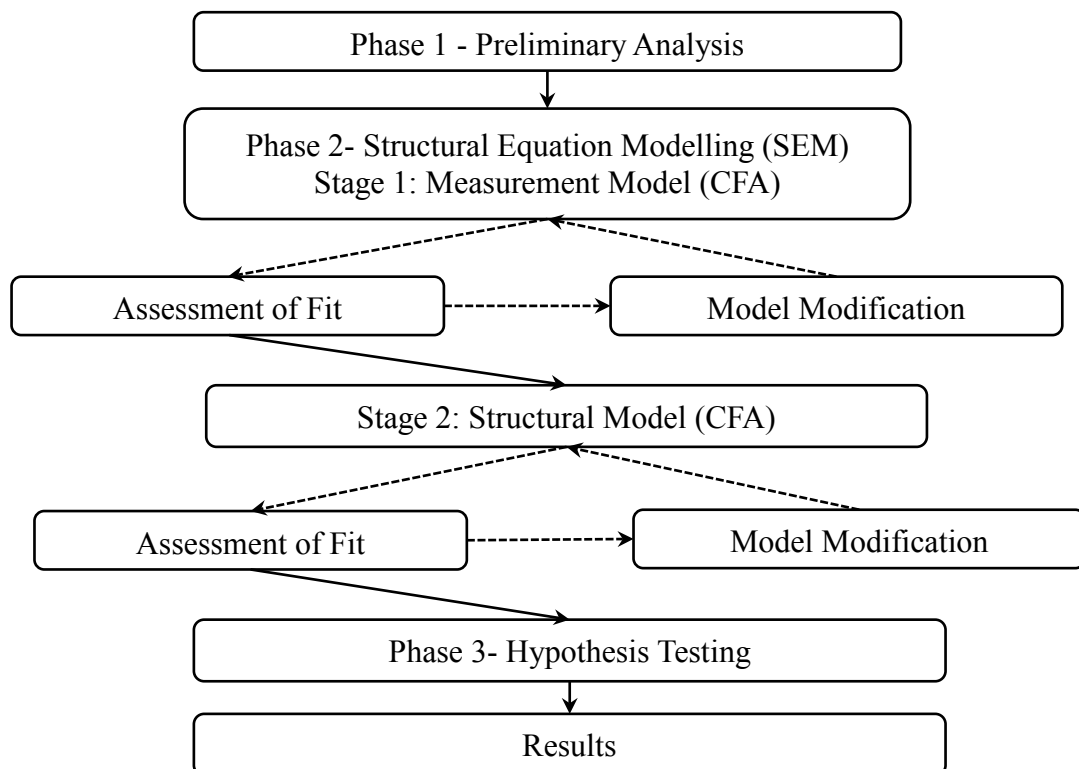 Phase 1 - Preliminary Analysis
Phase 2- Structural Equation Modelling (SEM)
Stage 1: Measurement Model (CFA)
Assessment of Fit
Model Modification
Stage 2: Structural Model (CFA)
Assessment of Fit
Model Modification
Phase 3- Hypothesis Testing
Results